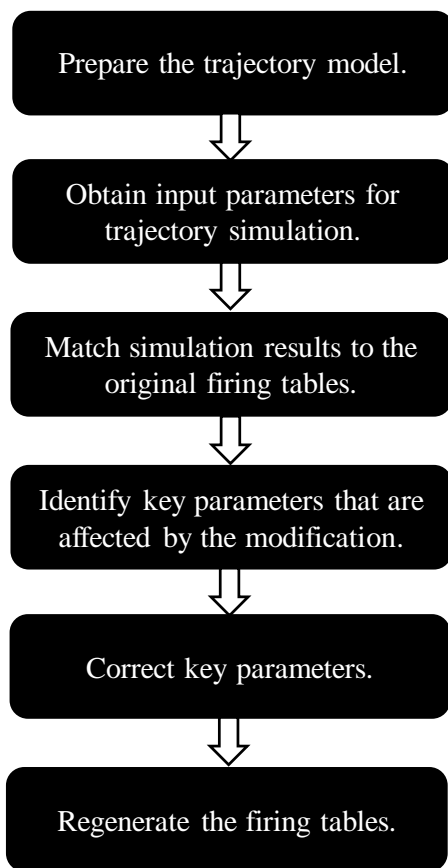 Prepare the trajectory model.
Obtain input parameters for
trajectory simulation.
Match simulation results to the
original firing tables.
Identify key parameters that are
affected by the modification.
Correct key parameters.
Regenerate the firing tables.